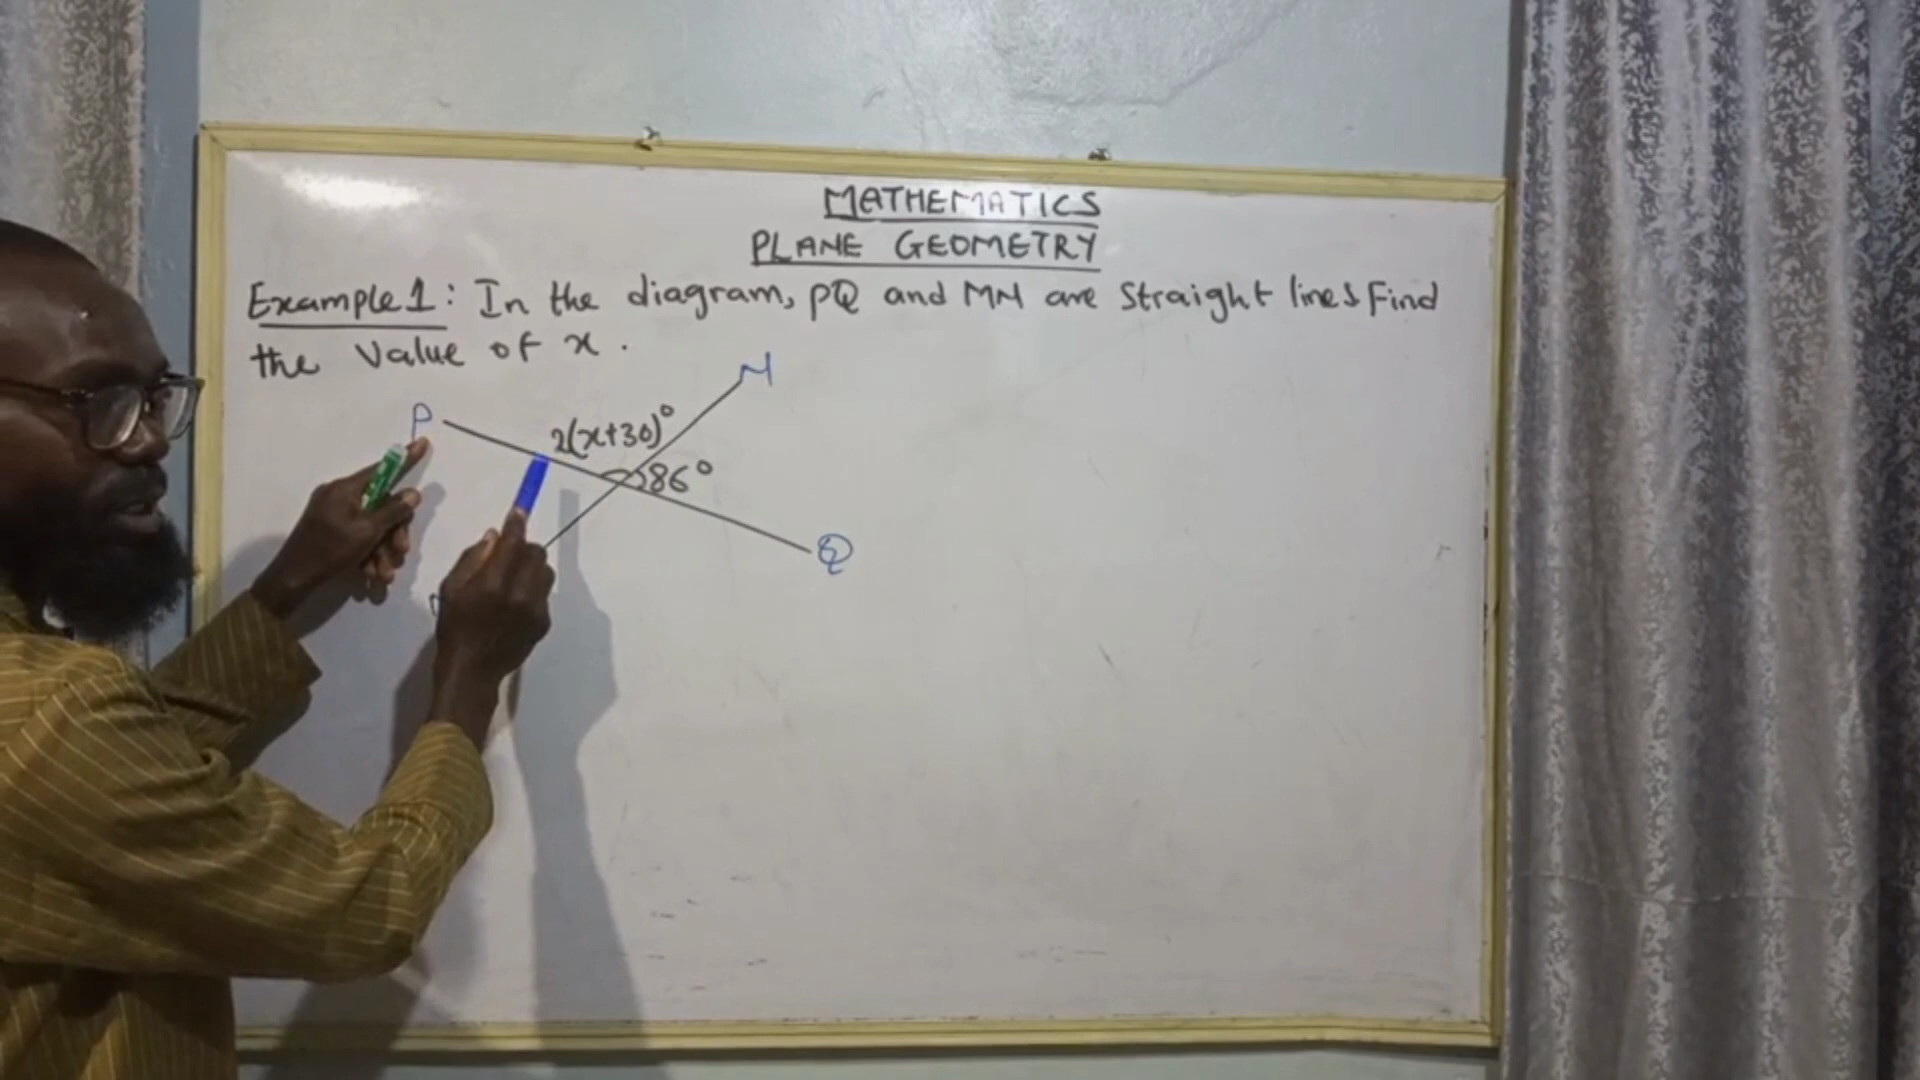 MATHEMATICS
PLANE GEOMETRY
Example 1: In the diagram, PQ and MN are straight lines Find
the value of x.
N
P
2(x+30)°
86°
Q